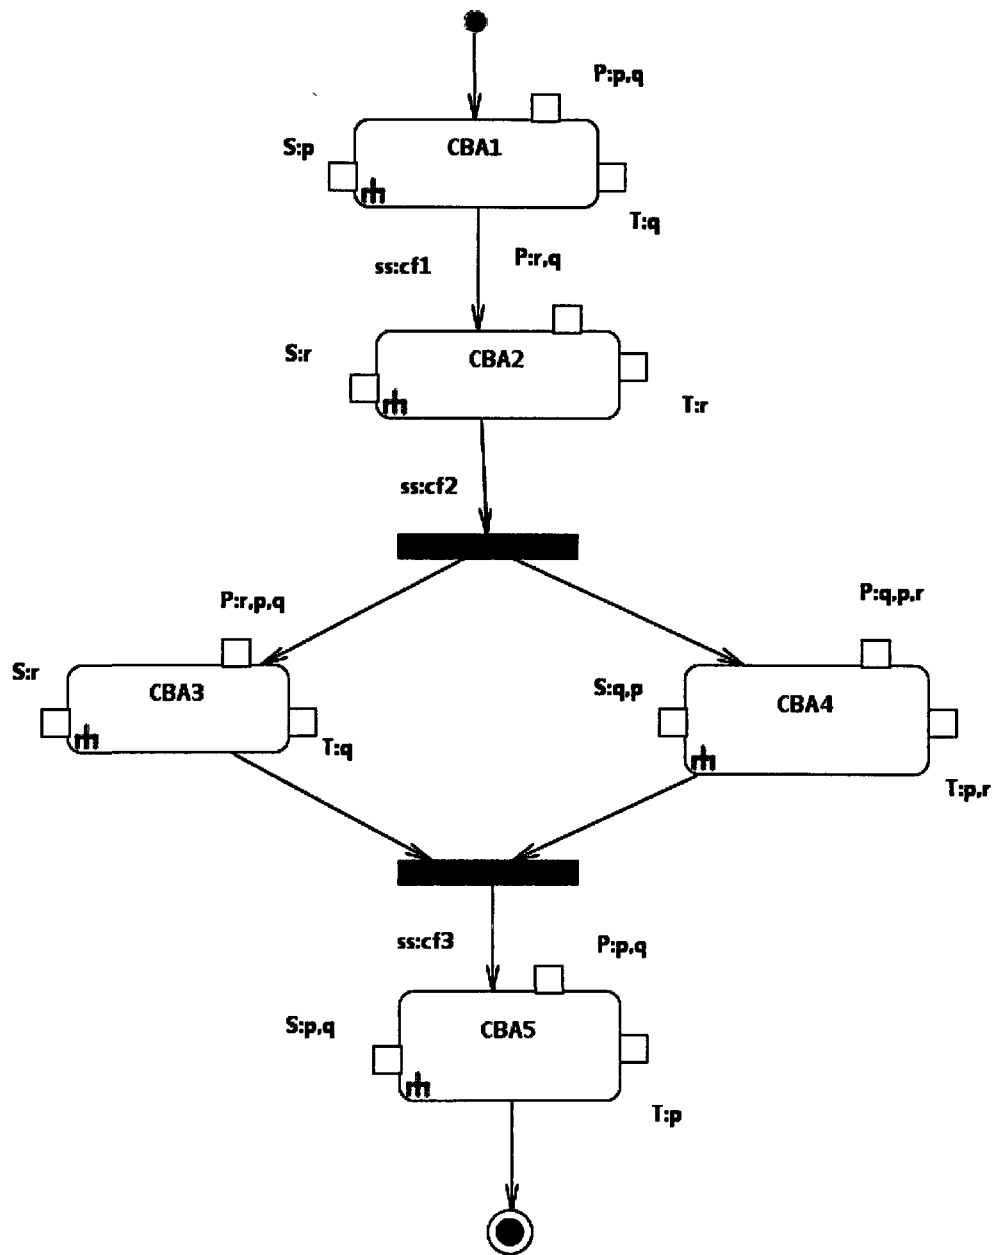 P:p,q
CBA1
S:p
T:q
ss:cf1
P:r,q
CBA2
S:r
T:r
ss:cf2
P:r,p,q
S:r
CBA3
T:q
P:q,p,r
S:q,p
CBA4
T:p,r
ss:cf3
P:p,q
S:p,q
CBA5
T:p